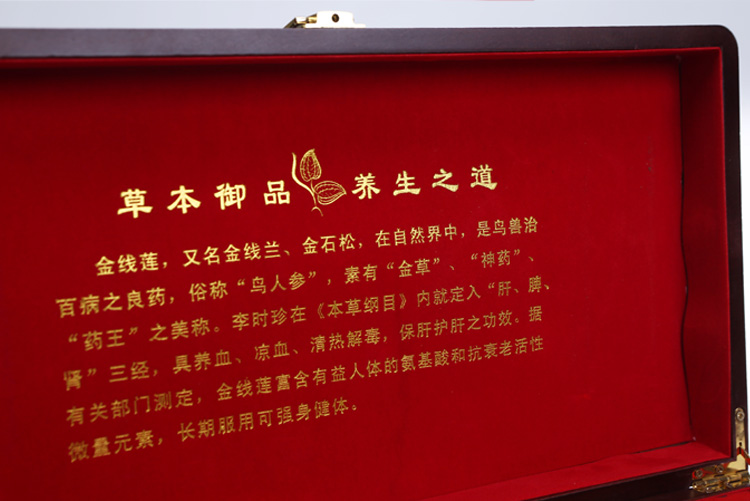 草本御品 养生之道
金线莲，又名金线兰、金石松，在自然界中，是鸟兽治
百病之良药，俗称“鸟人参”，素有“金草”、“神药”、
“药王”之美称。李时珍在《本草纲目》内就定入“肝、脾、
肾”三经，具养血、凉血、清热解毒，保肝护肝之功效。据
有关部门测定，金线莲富含有益人体的氨基酸和抗衰老活性
微量元素，长期服用可强身健体。